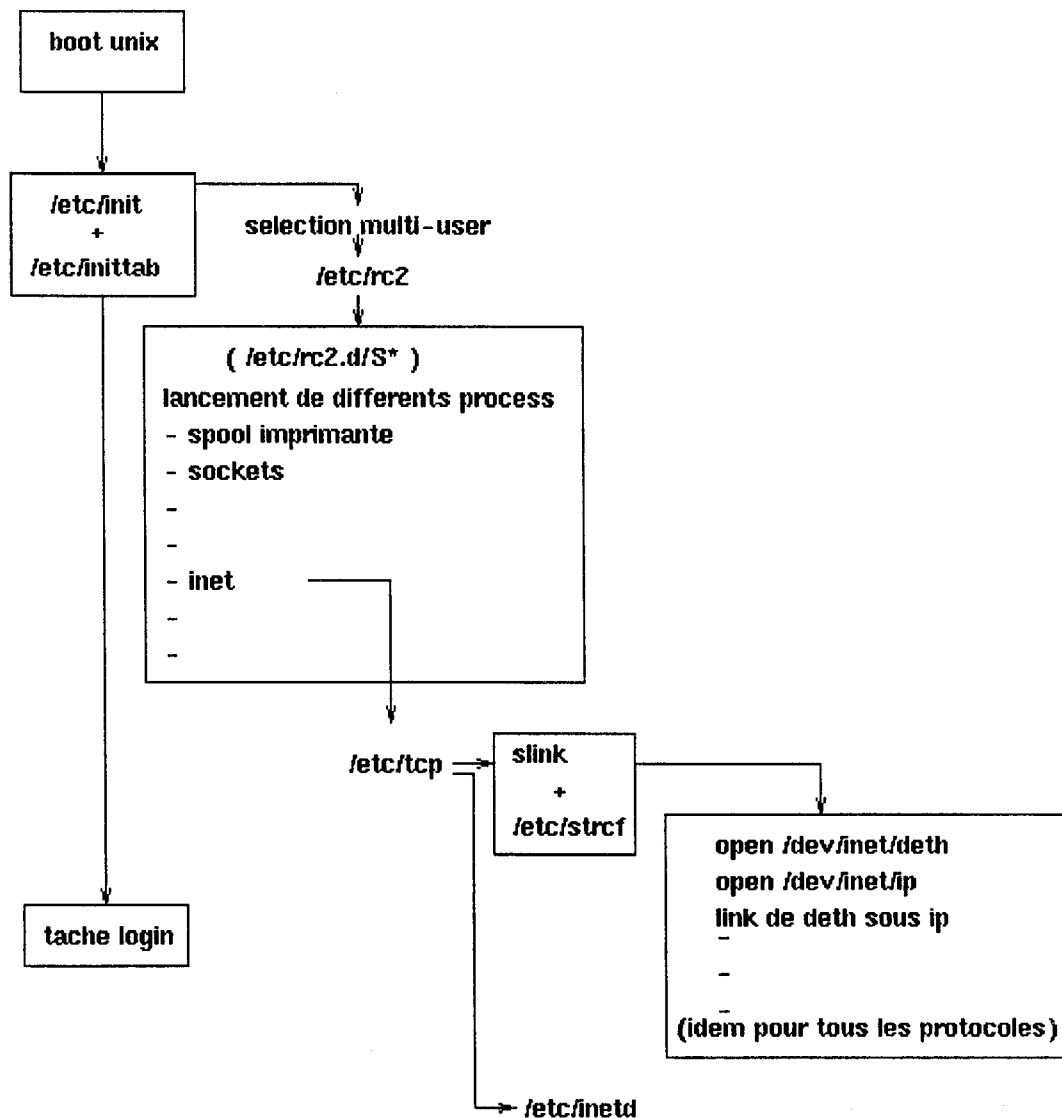 boot unix
/etc/init
+
/etc/inittab
selection multi-user
/etc/rc2
( /etc/rc2.d/S* )
lancement de differents process
- spool imprimante
- sockets
-
-
- inet
-
-
/etc/tcp
slink
+
/etc/strcf
open /dev/inet/deth
open /dev/inet/ip
link de deth sous ip
-
-
-
(idem pour tous les protocoles)
tache login
/etc/inetd